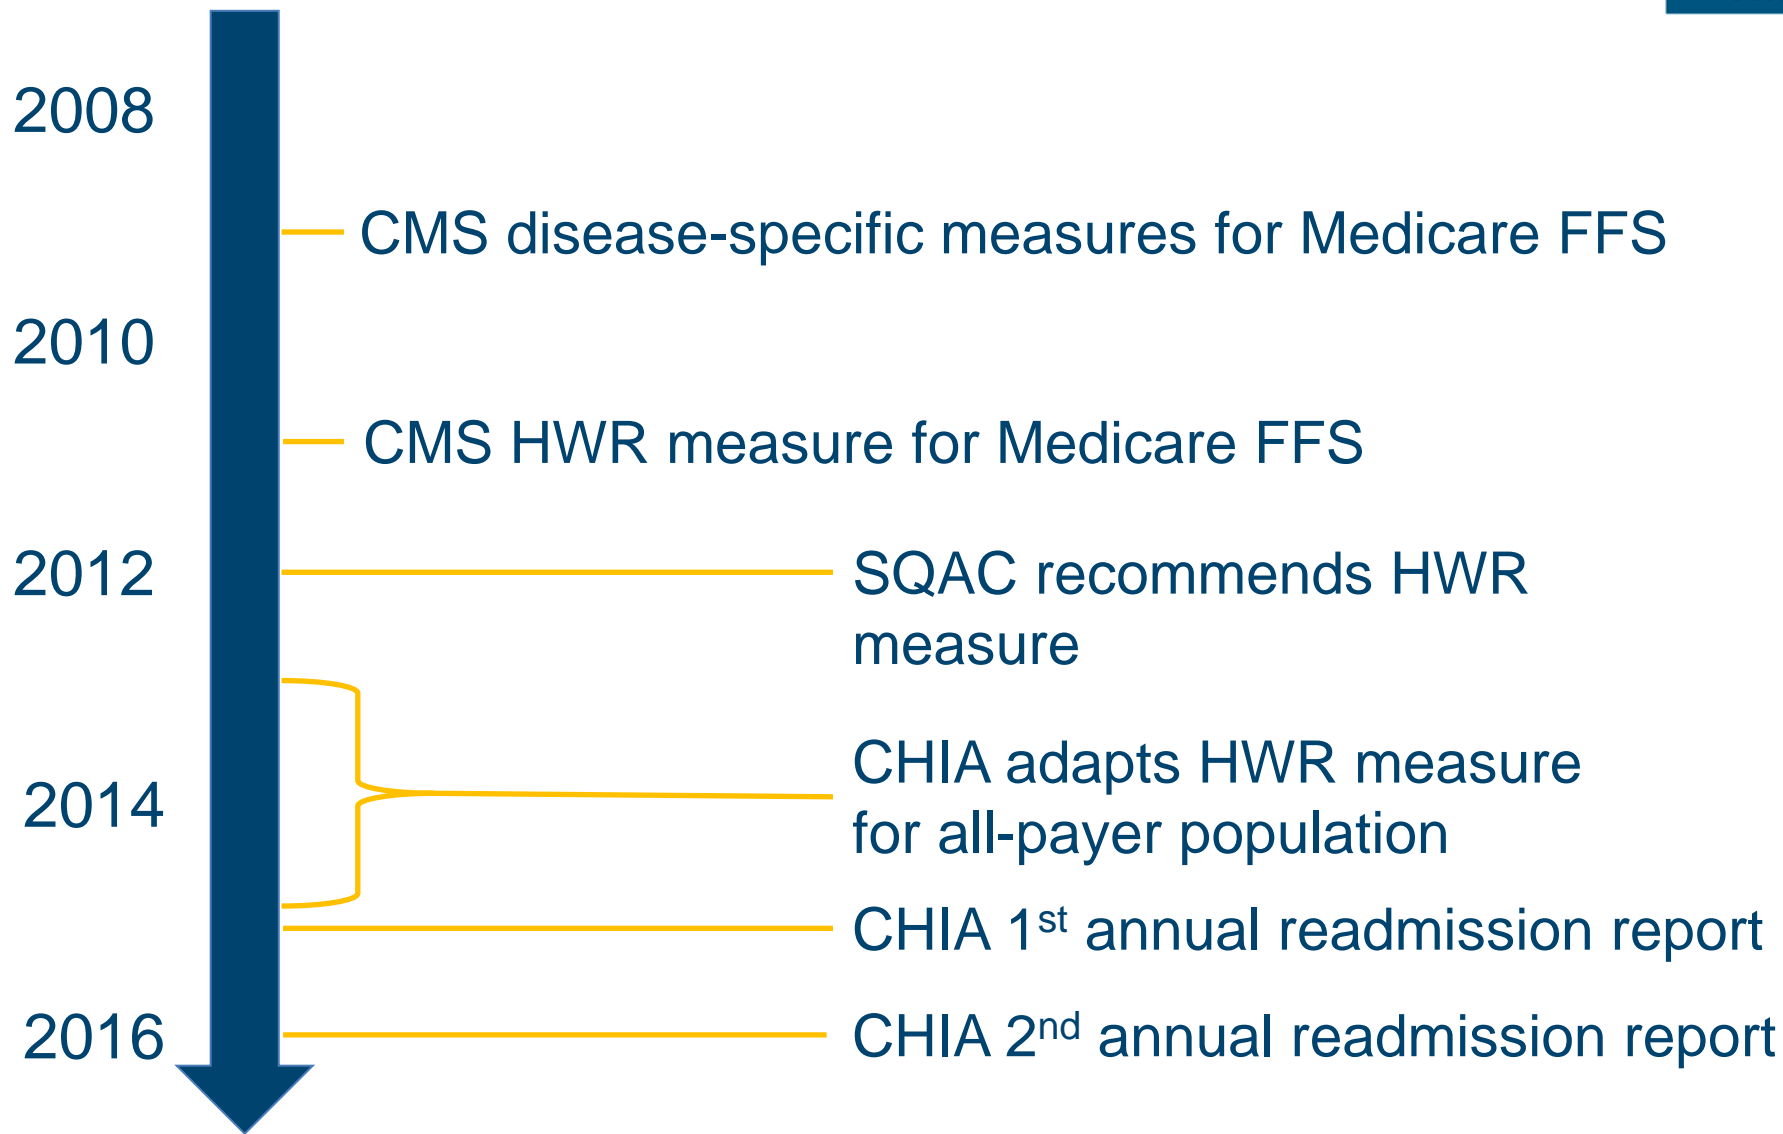 2008
CMS disease-specific measures for Medicare FFS
2010
CMS HWR measure for Medicare FFS
2012
SQAC recommends HWR
measure
2014
CHIA adapts HWR measure
for all-payer population
CHIA 1st annual readmission report
2016
CHIA 2nd annual readmission report